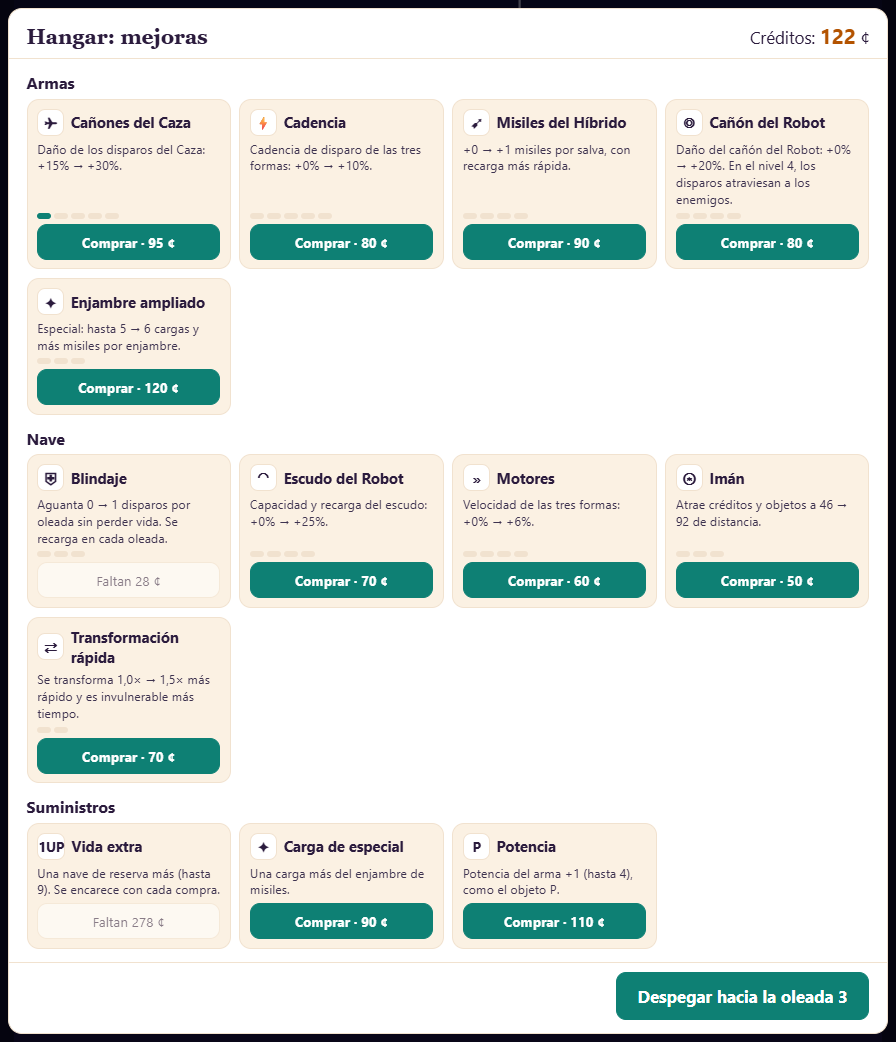 Hangar: mejoras
Créditos: 122 ¢
Armas
Cañones del Caza
Daño de los disparos del Caza:
+15% → +30%.
Comprar · 95 ¢
Cadencia
Cadencia de disparo de las tres
formas: +0% → +10%.
Comprar · 80 ¢
Misiles del Híbrido
+0 → +1 misiles por salva, con
recarga más rápida.
Comprar · 90 ¢
Cañón del Robot
Daño del cañón del Robot: +0%
→ +20%. En el nivel 4, los
disparos atraviesan a los
enemigos.
Comprar · 80 ¢
Enjambre ampliado
Especial: hasta 5 → 6 cargas y
más misiles por enjambre.
Comprar · 120 ¢
Nave
Blindaje
Aguanta 0 → 1 disparos por
oleada sin perder vida. Se
recarga en cada oleada.
Faltan 28 ¢
Escudo del Robot
Capacidad y recarga del escudo:
+0% → +25%.
Comprar · 70 ¢
Motores
Velocidad de las tres formas:
+0% → +6%.
Comprar · 60 ¢
Imán
Atrae créditos y objetos a 46 →
92 de distancia.
Comprar · 50 ¢
Transformación
rápida
Se transforma 1,0× → 1,5× más
rápido y es invulnerable más
tiempo.
Comprar · 70 ¢
Suministros
1UP Vida extra
Una nave de reserva más (hasta
9). Se encarece con cada compra.
Faltan 278 ¢
Carga de especial
Una carga más del enjambre de
misiles.
Comprar · 90 ¢
P Potencia
Potencia del arma +1 (hasta 4),
como el objeto P.
Comprar · 110 ¢
Despegar hacia la oleada 3